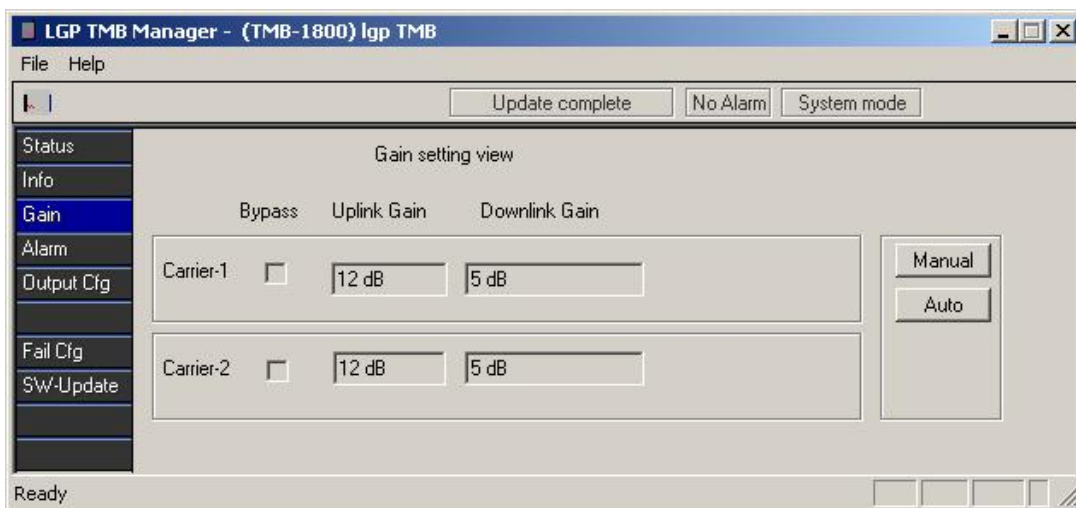 LGP TMB Manager - (TMB-1800) lgp TMB
File Help
Update complete No Alarm System mode
Status
Info
Gain
Alarm
Output Cfg
Fail Cfg
SW-Update
Gain setting view
Bypass Uplink Gain Downlink Gain
Carrier-1 12 dB 5 dB
Carrier-2 12 dB 5 dB
Manual
Auto
Ready